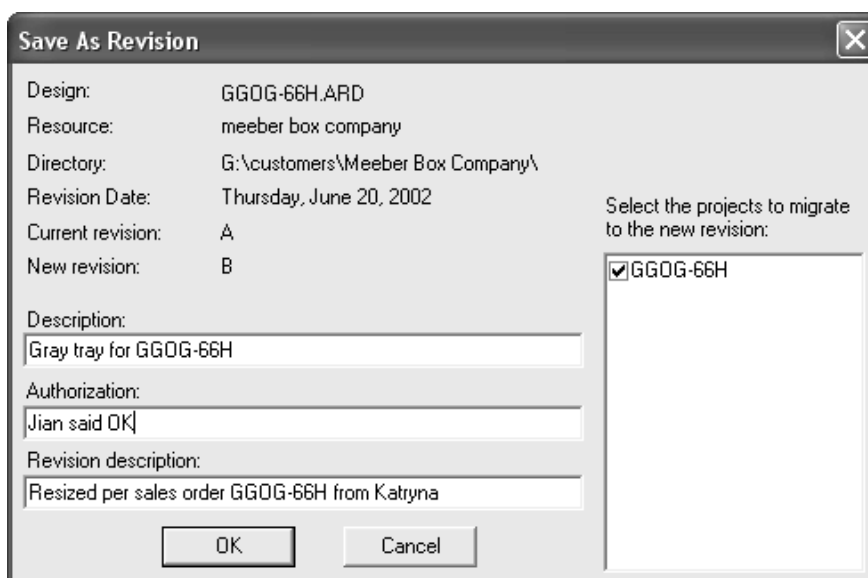 Save As Revision
Design: GGOG-66H.ARD
Resource: meeber box company
Directory: G:\customers\Meeber Box Company\
Revision Date: Thursday, June 20, 2002
Current revision: A
New revision: B
Description:
Gray tray for GGOG-66H
Authorization:
Jian said OK
Revision description:
Resized per sales order GGOG-66H from Katryna
OK Cancel
Select the projects to migrate
to the new revision:
GGOG-66H